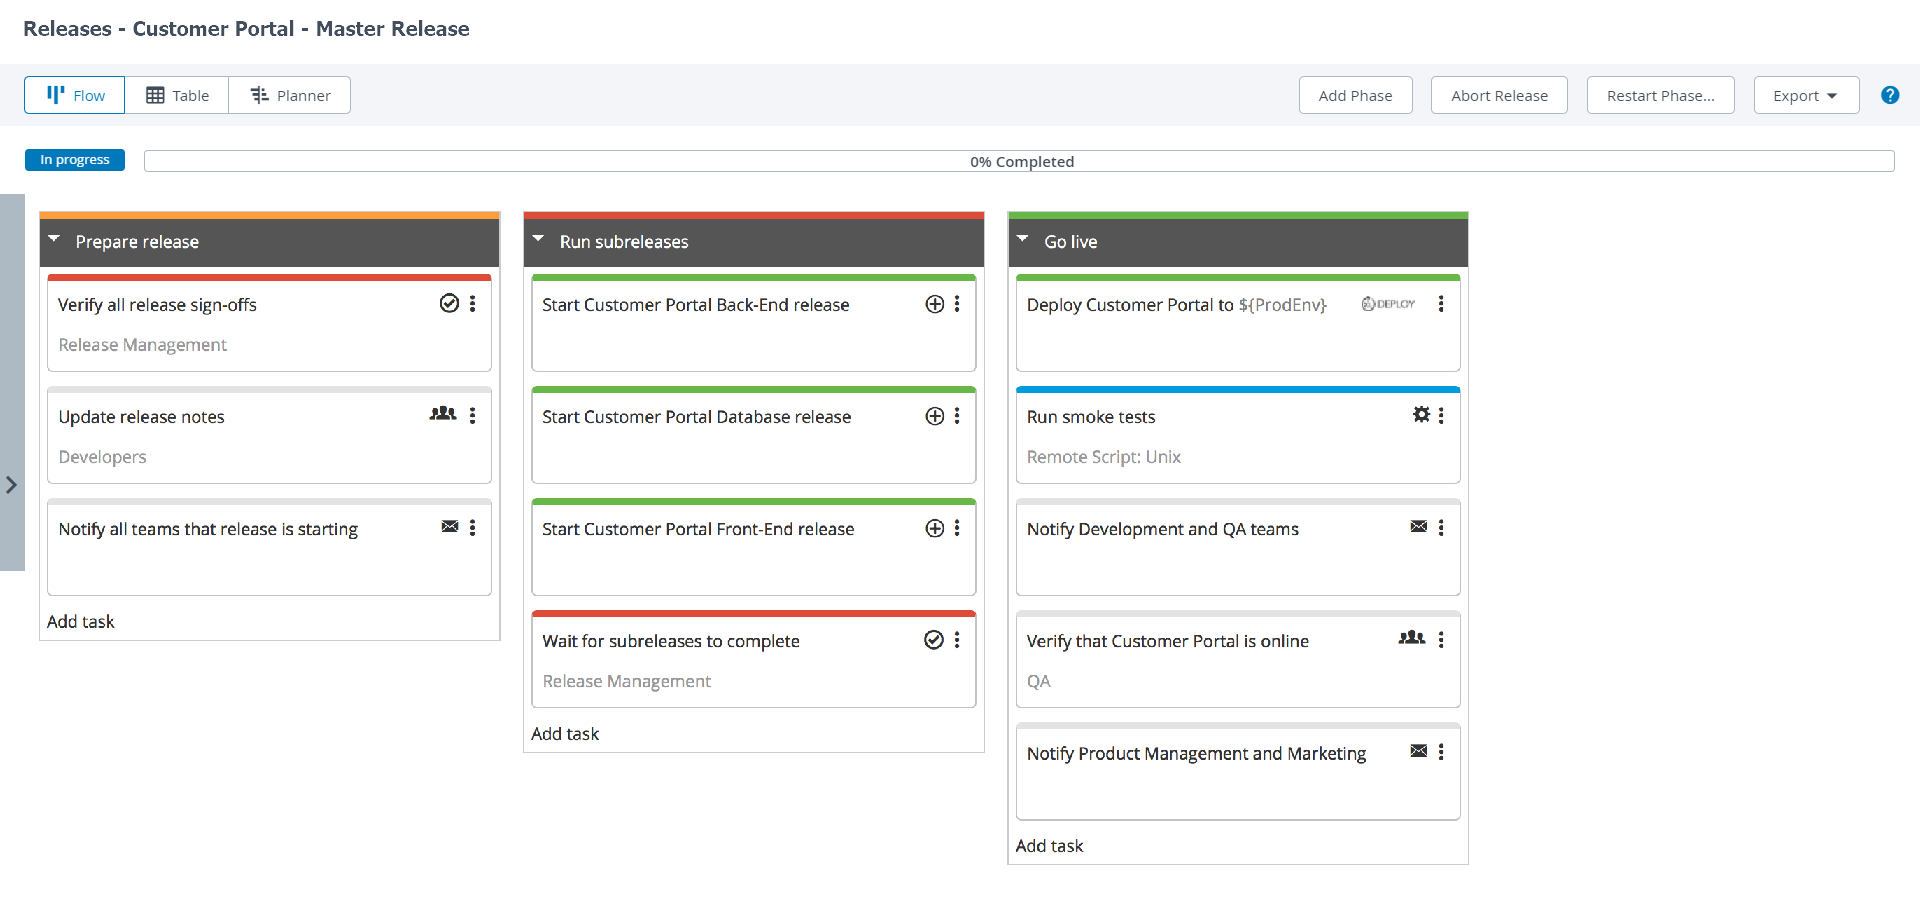 Releases - Customer Portal - Master Release
Flow
Table
Planner
Add Phase
Abort Release
Restart Phase...
Export
?
In progress
0% Completed
Prepare release
Verify all release sign-offs
Release Management
Update release notes
Developers
Notify all teams that release is starting
Add task
Run subreleases
Start Customer Portal Back-End release
Start Customer Portal Database release
Start Customer Portal Front-End release
Wait for subreleases to complete
Release Management
Add task
Go live
Deploy Customer Portal to ${ProdEnv}
DEPLOY
Run smoke tests
Remote Script: Unix
Notify Development and QA teams
Verify that Customer Portal is online
QA
Notify Product Management and Marketing
Add task